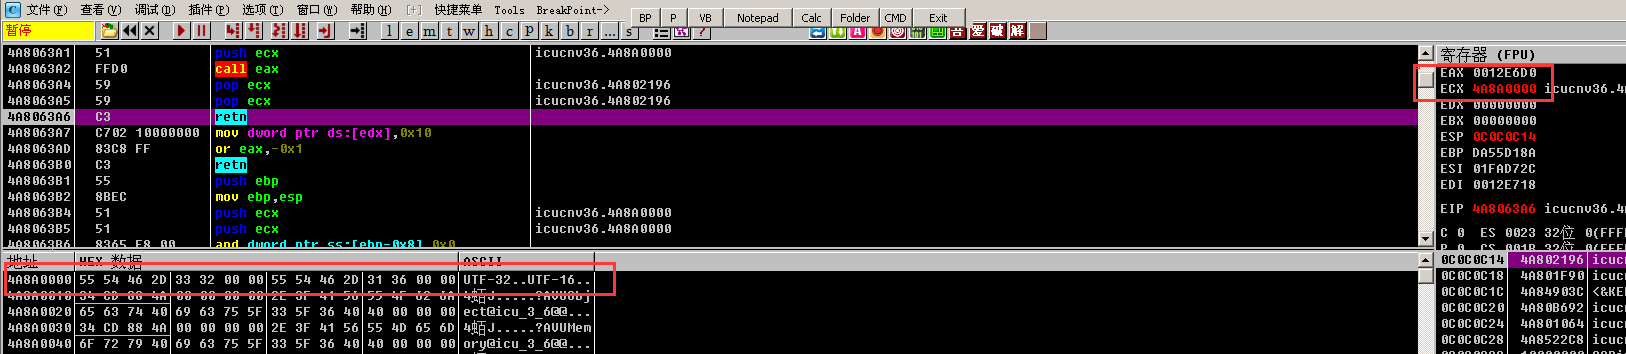 C 文件(F) 查看(V) 调试(D) 插件(P) 选项(T) 窗口(W) 帮助(H) [+] 快捷菜单 Tools BreakPoint->
BP P VB Notepad Calc Folder CMD Exit
暂停 l e m t w h c p k b r ... s ? A 吾 爱 破 解
4A8063A1 51 push ecx icucnv36.4A8A0000
4A8063A2 FFD0 call eax
4A8063A4 59 pop ecx icucnv36.4A802196
4A8063A5 59 pop ecx icucnv36.4A802196
4A8063A6 C3 retn
4A8063A7 C702 10000000 mov dword ptr ds:[edx],0x10
4A8063AD 83C8 FF or eax,-0x1
4A8063B0 C3 retn
4A8063B1 55 push ebp
4A8063B2 8BEC mov ebp,esp
4A8063B4 51 push ecx icucnv36.4A8A0000
4A8063B5 51 push ecx icucnv36.4A8A0000
4A8063B6 8365 F8 00 and dword ptr ss:[ebp-0x8],0x0
寄存器 (FPU)
EAX 0012E6D0
ECX 4A8A0000 icucnv36.4A
EDX 00000000
EBX 00000000
ESP 0C0C0C14
EBP DA55D18A
ESI 01FAD72C
EDI 0012E718
EIP 4A8063A6 icucnv36.4A
C 0 ES 0023 32位 0(FFFF
P 0 CS 001B 32位 0(FFFF
地址 HEX 数据 ASCII
4A8A0000 55 54 46 2D 33 32 00 00 55 54 46 2D 31 36 00 00 UTF-32..UTF-16..
4A8A0010 34 CD 88 4A 00 00 00 00 2E 3F 41 56 55 4F 62 6A 4蛨J.....?AVUObj
4A8A0020 65 63 74 40 69 63 75 5F 33 5F 36 40 40 00 00 00 ect@icu_3_6@@...
4A8A0030 34 CD 88 4A 00 00 00 00 2E 3F 41 56 55 4D 65 6D 4蛨J.....?AVUMem
4A8A0040 6F 72 79 40 69 63 75 5F 33 5F 36 40 40 00 00 00 ory@icu_3_6@@...
0C0C0C14 4A802196 icuc
0C0C0C18 4A801F90 icuc
0C0C0C1C 4A84903C <&KE
0C0C0C20 4A80B692 icuc
0C0C0C24 4A801064 icuc
0C0C0C28 4A8522C8 icuc